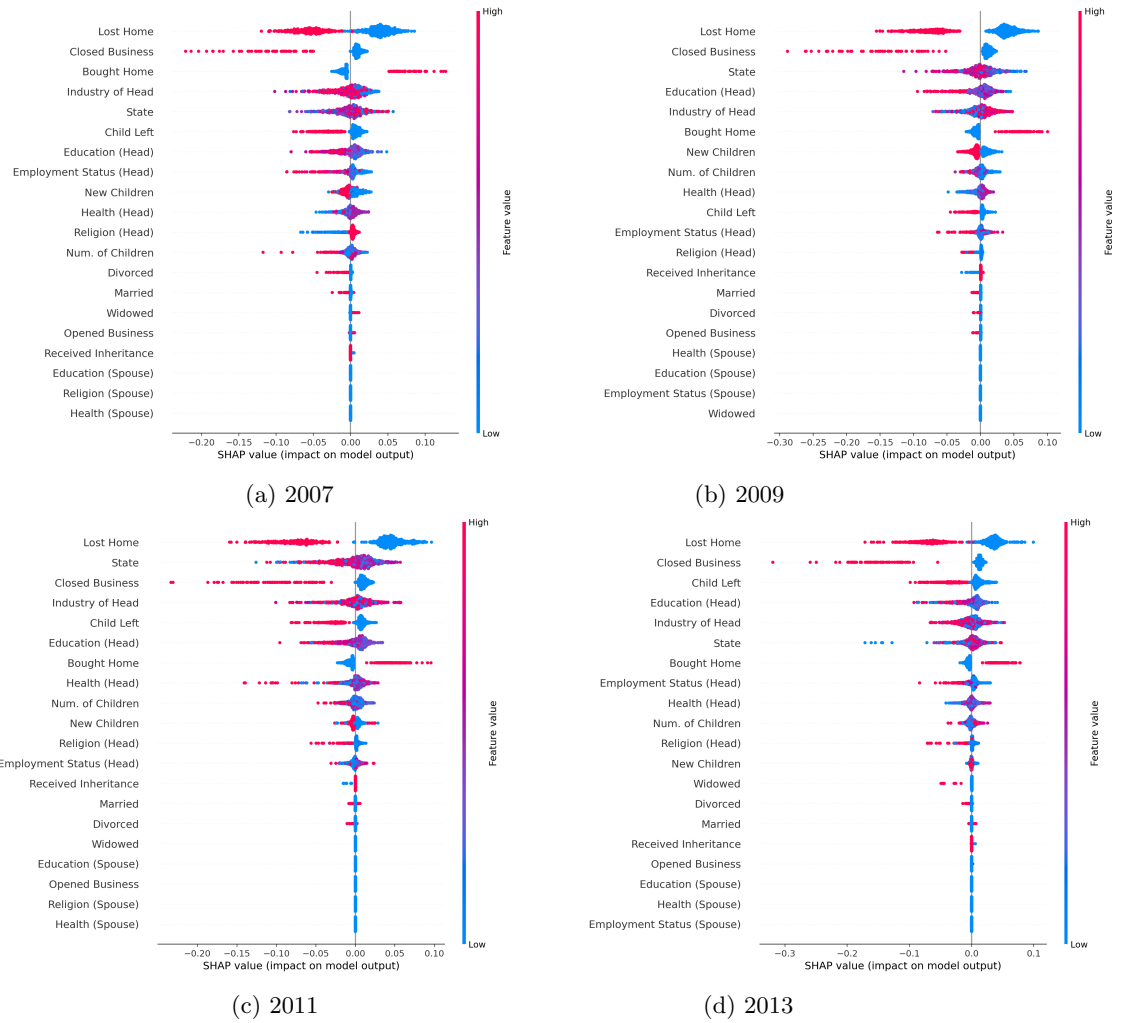 High
Lost Home
Closed Business
Bought Home
Industry of Head
State
Child Left
Education (Head)
Employment Status (Head)
New Children
Health (Head)
Religion (Head)
Num. of Children
Divorced
Married
Widowed
Opened Business
Received Inheritance
Education (Spouse)
Religion (Spouse)
Health (Spouse)
Feature value
Low
−0.20 −0.15 −0.10 −0.05 0.00 0.05 0.10
SHAP value (impact on model output)
(a) 2007
High
Lost Home
Closed Business
State
Education (Head)
Industry of Head
Bought Home
New Children
Num. of Children
Health (Head)
Child Left
Employment Status (Head)
Religion (Head)
Received Inheritance
Married
Divorced
Opened Business
Health (Spouse)
Education (Spouse)
Employment Status (Spouse)
Widowed
Feature value
Low
−0.30 −0.25 −0.20 −0.15 −0.10 −0.05 0.00 0.05 0.10
SHAP value (impact on model output)
(b) 2009
High
Lost Home
State
Closed Business
Industry of Head
Child Left
Education (Head)
Bought Home
Health (Head)
Num. of Children
New Children
Religion (Head)
Employment Status (Head)
Received Inheritance
Married
Divorced
Widowed
Education (Spouse)
Opened Business
Religion (Spouse)
Health (Spouse)
Feature value
Low
−0.20 −0.15 −0.10 −0.05 0.00 0.05 0.10
SHAP value (impact on model output)
(c) 2011
High
Lost Home
Closed Business
Child Left
Education (Head)
Industry of Head
State
Bought Home
Employment Status (Head)
Health (Head)
Num. of Children
Religion (Head)
New Children
Widowed
Divorced
Married
Received Inheritance
Opened Business
Education (Spouse)
Health (Spouse)
Employment Status (Spouse)
Feature value
Low
−0.3 −0.2 −0.1 0.0 0.1
SHAP value (impact on model output)
(d) 2013